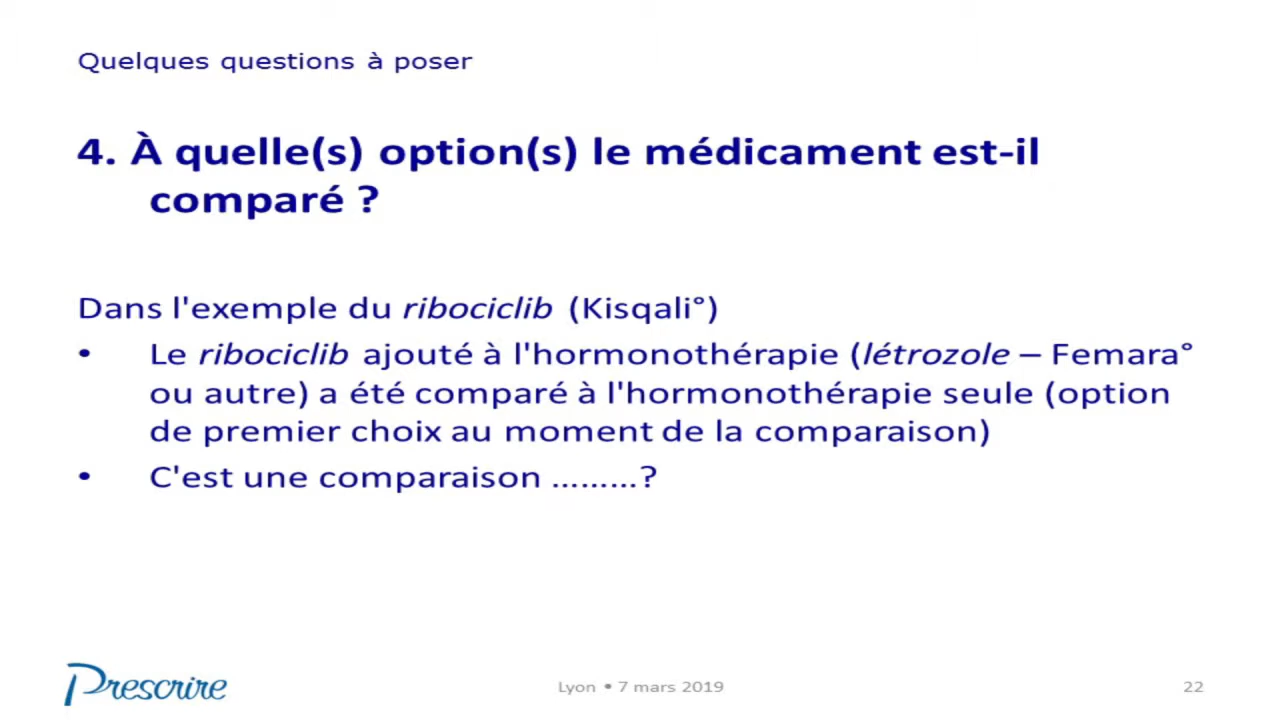 Quelques questions à poser
4. À quelle(s) option(s) le médicament est-il
comparé ?
Dans l'exemple du ribociclib (Kisqali°)
• Le ribociclib ajouté à l'hormonothérapie (létrozole – Femara°
ou autre) a été comparé à l'hormonothérapie seule (option
de premier choix au moment de la comparaison)
• C'est une comparaison .........?
Prescrire
Lyon • 7 mars 2019
22